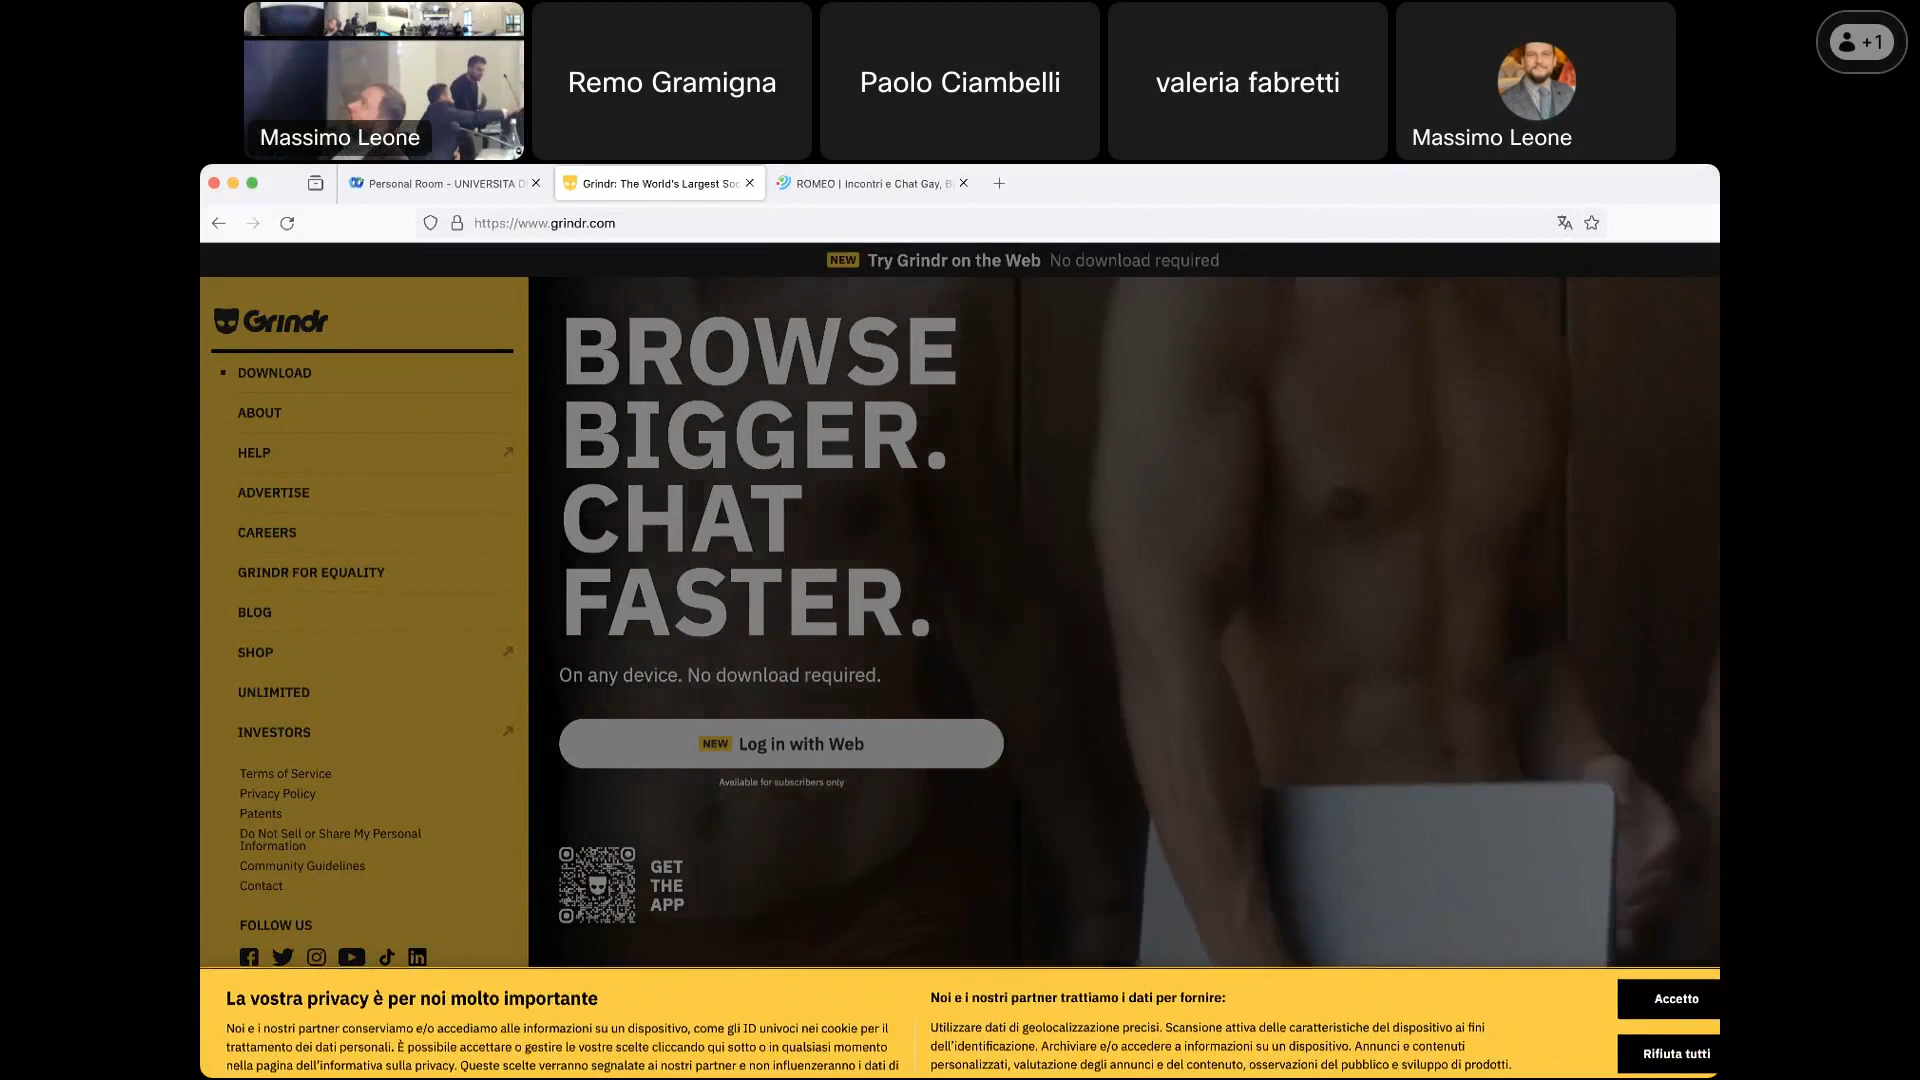 Massimo Leone
Remo Gramigna
Paolo Ciambelli
valeria fabretti
Massimo Leone
+1
Personal Room - UNIVERSITA D
Grindr: The World's Largest Soc
ROMEO | Incontri e Chat Gay, B
https://www.grindr.com
NEW Try Grindr on the Web No download required
Grindr
DOWNLOAD
ABOUT
HELP
ADVERTISE
CAREERS
GRINDR FOR EQUALITY
BLOG
SHOP
UNLIMITED
INVESTORS
Terms of Service
Privacy Policy
Patents
Do Not Sell or Share My Personal
Information
Community Guidelines
Contact
FOLLOW US
BROWSE
BIGGER.
CHAT
FASTER.
On any device. No download required.
NEW Log in with Web
Available for subscribers only
GET
THE
APP
La vostra privacy è per noi molto importante
Noi e i nostri partner conserviamo e/o accediamo alle informazioni su un dispositivo, come gli ID univoci nei cookie per il
trattamento dei dati personali. È possibile accettare o gestire le vostre scelte cliccando qui sotto o in qualsiasi momento
nella pagina dell'informativa sulla privacy. Queste scelte verranno segnalate ai nostri partner e non influenzeranno i dati di
Noi e i nostri partner trattiamo i dati per fornire:
Utilizzare dati di geolocalizzazione precisi. Scansione attiva delle caratteristiche del dispositivo ai fini
dell'identificazione. Archiviare e/o accedere a informazioni su un dispositivo. Annunci e contenuti
personalizzati, valutazione degli annunci e del contenuto, osservazioni del pubblico e sviluppo di prodotti.
Accetto
Rifiuta tutti